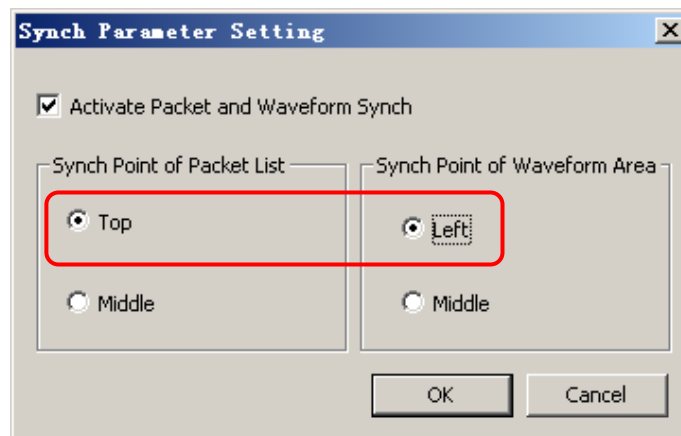 Synch Parameter Setting
Activate Packet and Waveform Synch
Synch Point of Packet List
Synch Point of Waveform Area
Top
Left
Middle
Middle
OK
Cancel